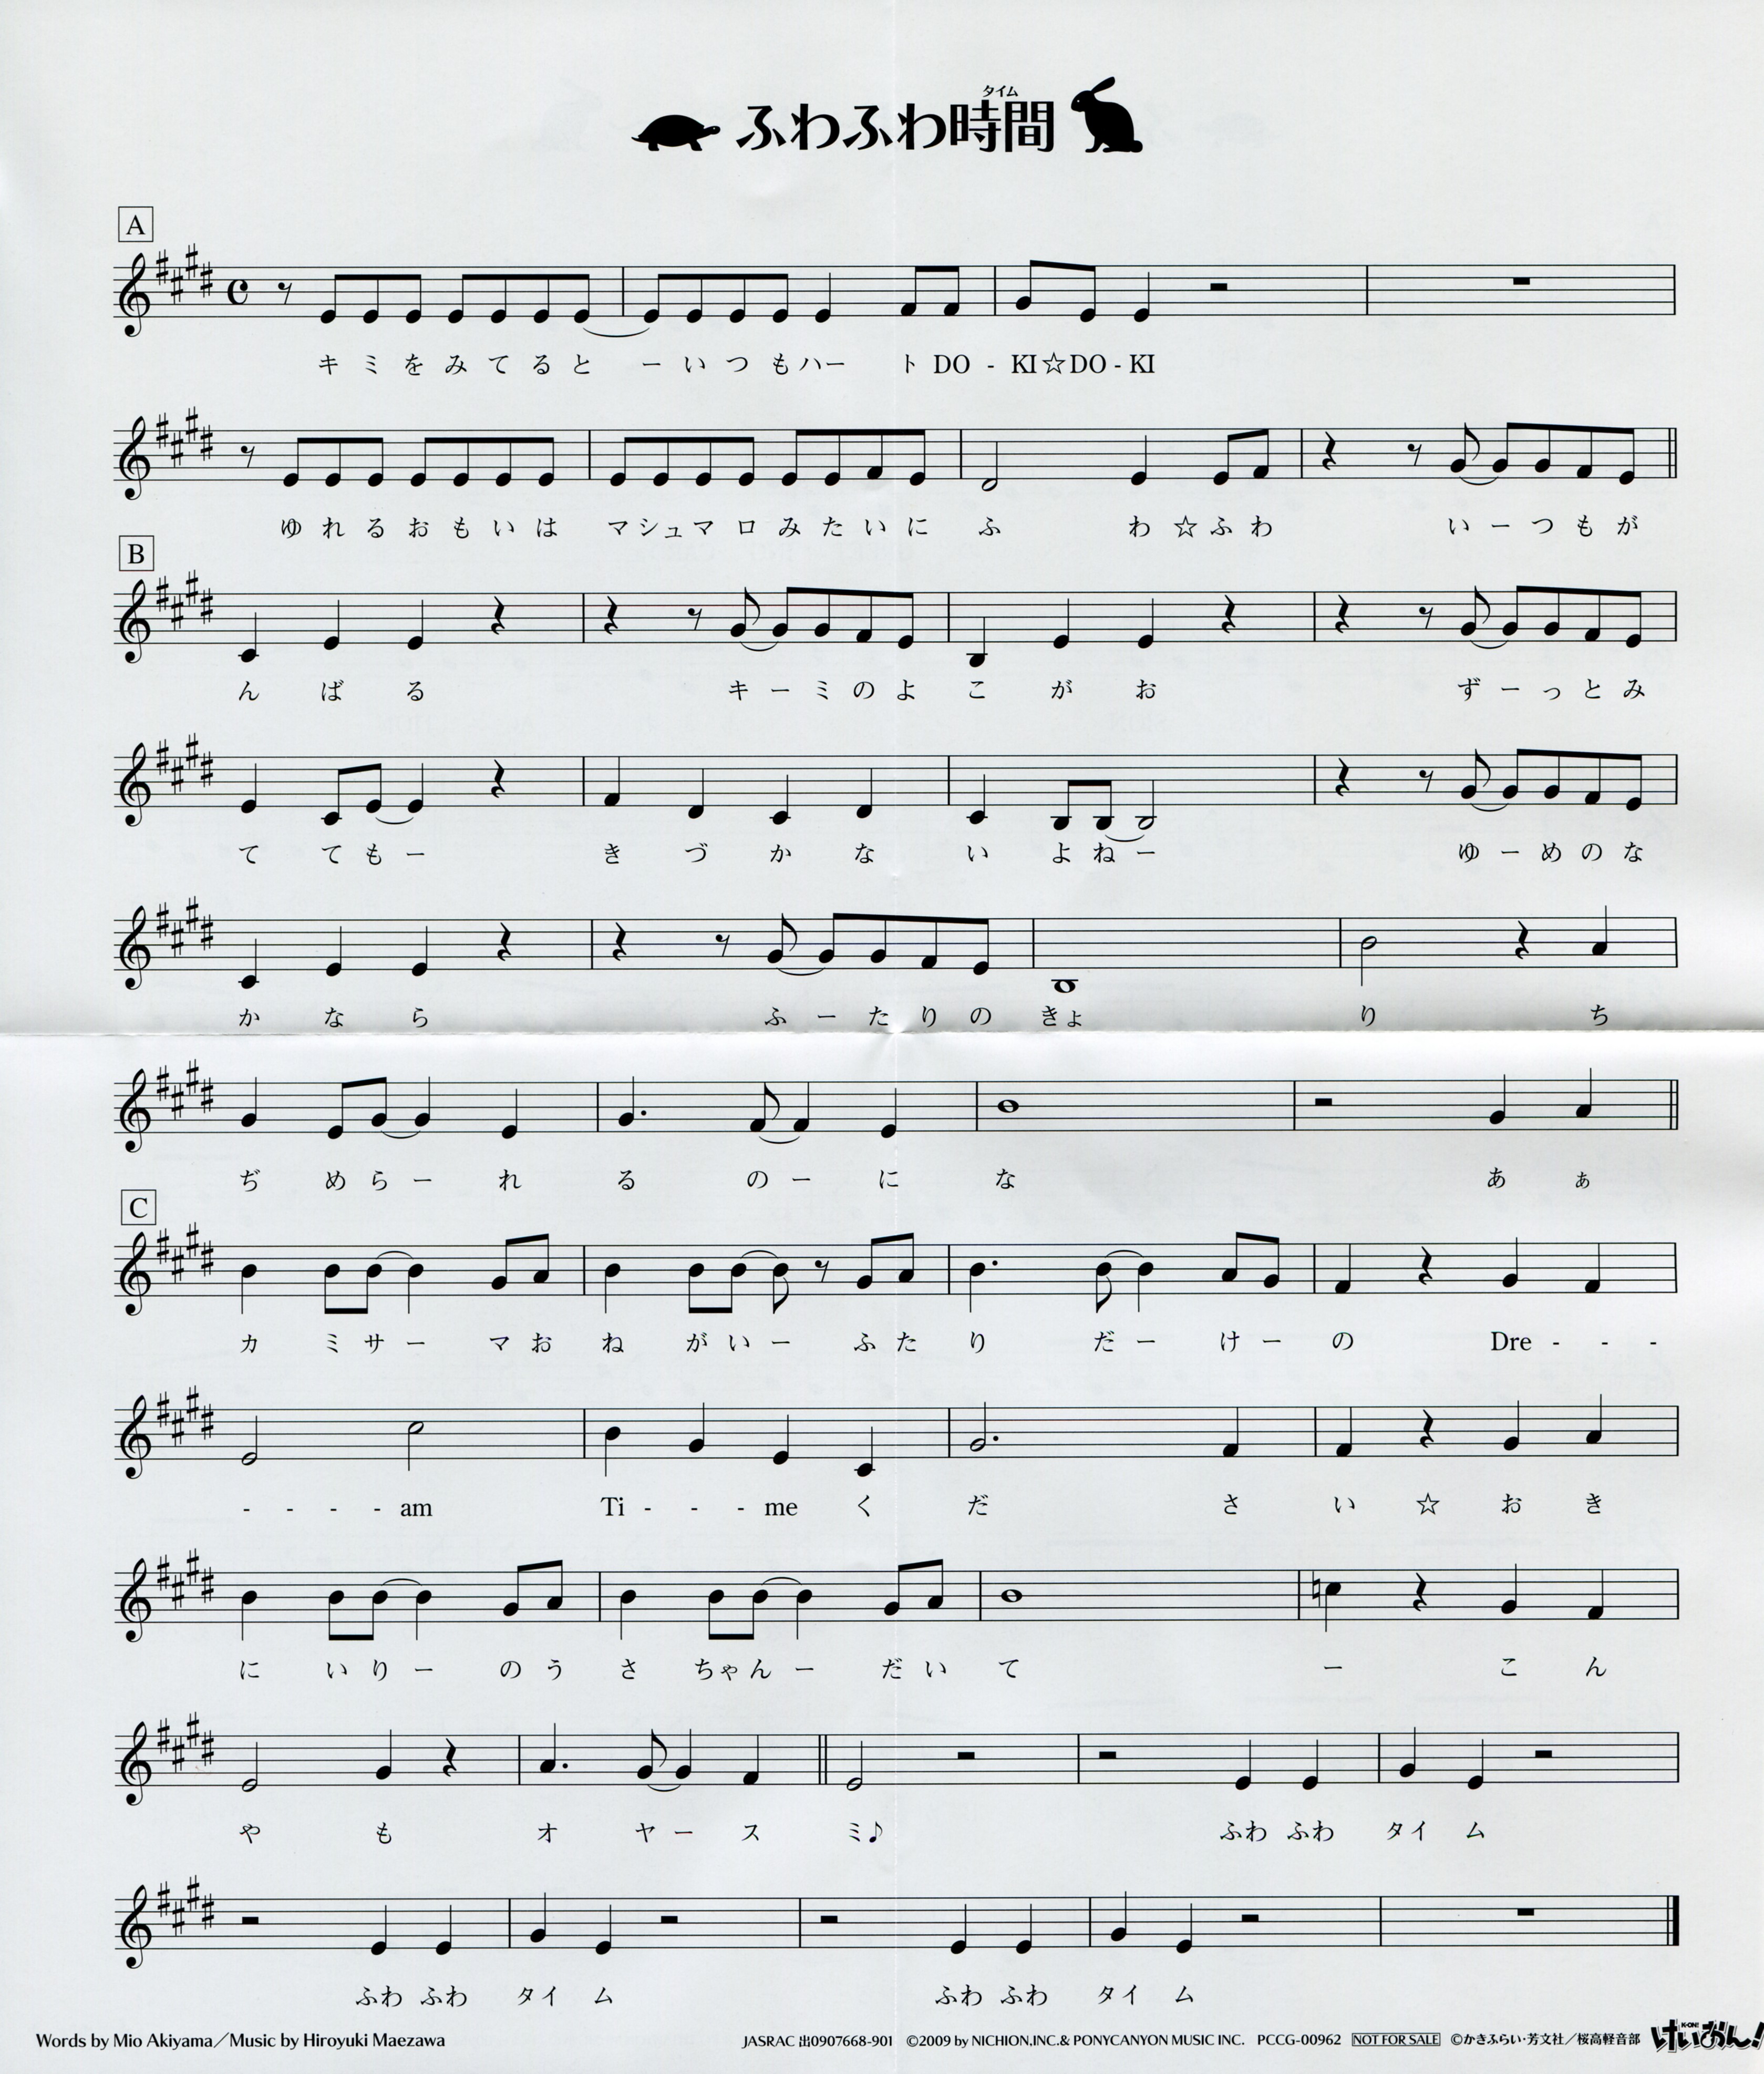 タイム
ふわふわ時間
A
キミをみてると ーいつもハー ト DO - KI☆DO - KI
ゆれるおもいは マシュマロみたいに ふ わ☆ふわ いーつもが
B
んばる キーミのよ こがお ずーっとみ
ててもー きづかな いよねー ゆーめのな
かなら ふーたりの きょ り ち
ぢめらーれ るのーに な あぁ
C
カミサーマお ねがいーふた りだーけー の Dre - - -
- - - - am Ti - - - me く だ さ い☆おき
にいりーのう さちゃんーだい て ーこん
やも オヤース ミ♪ ふわ ふわ タイ ム
ふわ ふわ タイ ム ふわ ふわ タイ ム
Words by Mio Akiyama／Music by Hiroyuki Maezawa
JASRAC 出0907668-901 ©2009 by NICHION,INC.& PONYCANYON MUSIC INC. PCCG-00962 NOT FOR SALE ©かきふらい・芳文社／桜高軽音部
K-ON!
けいおん!